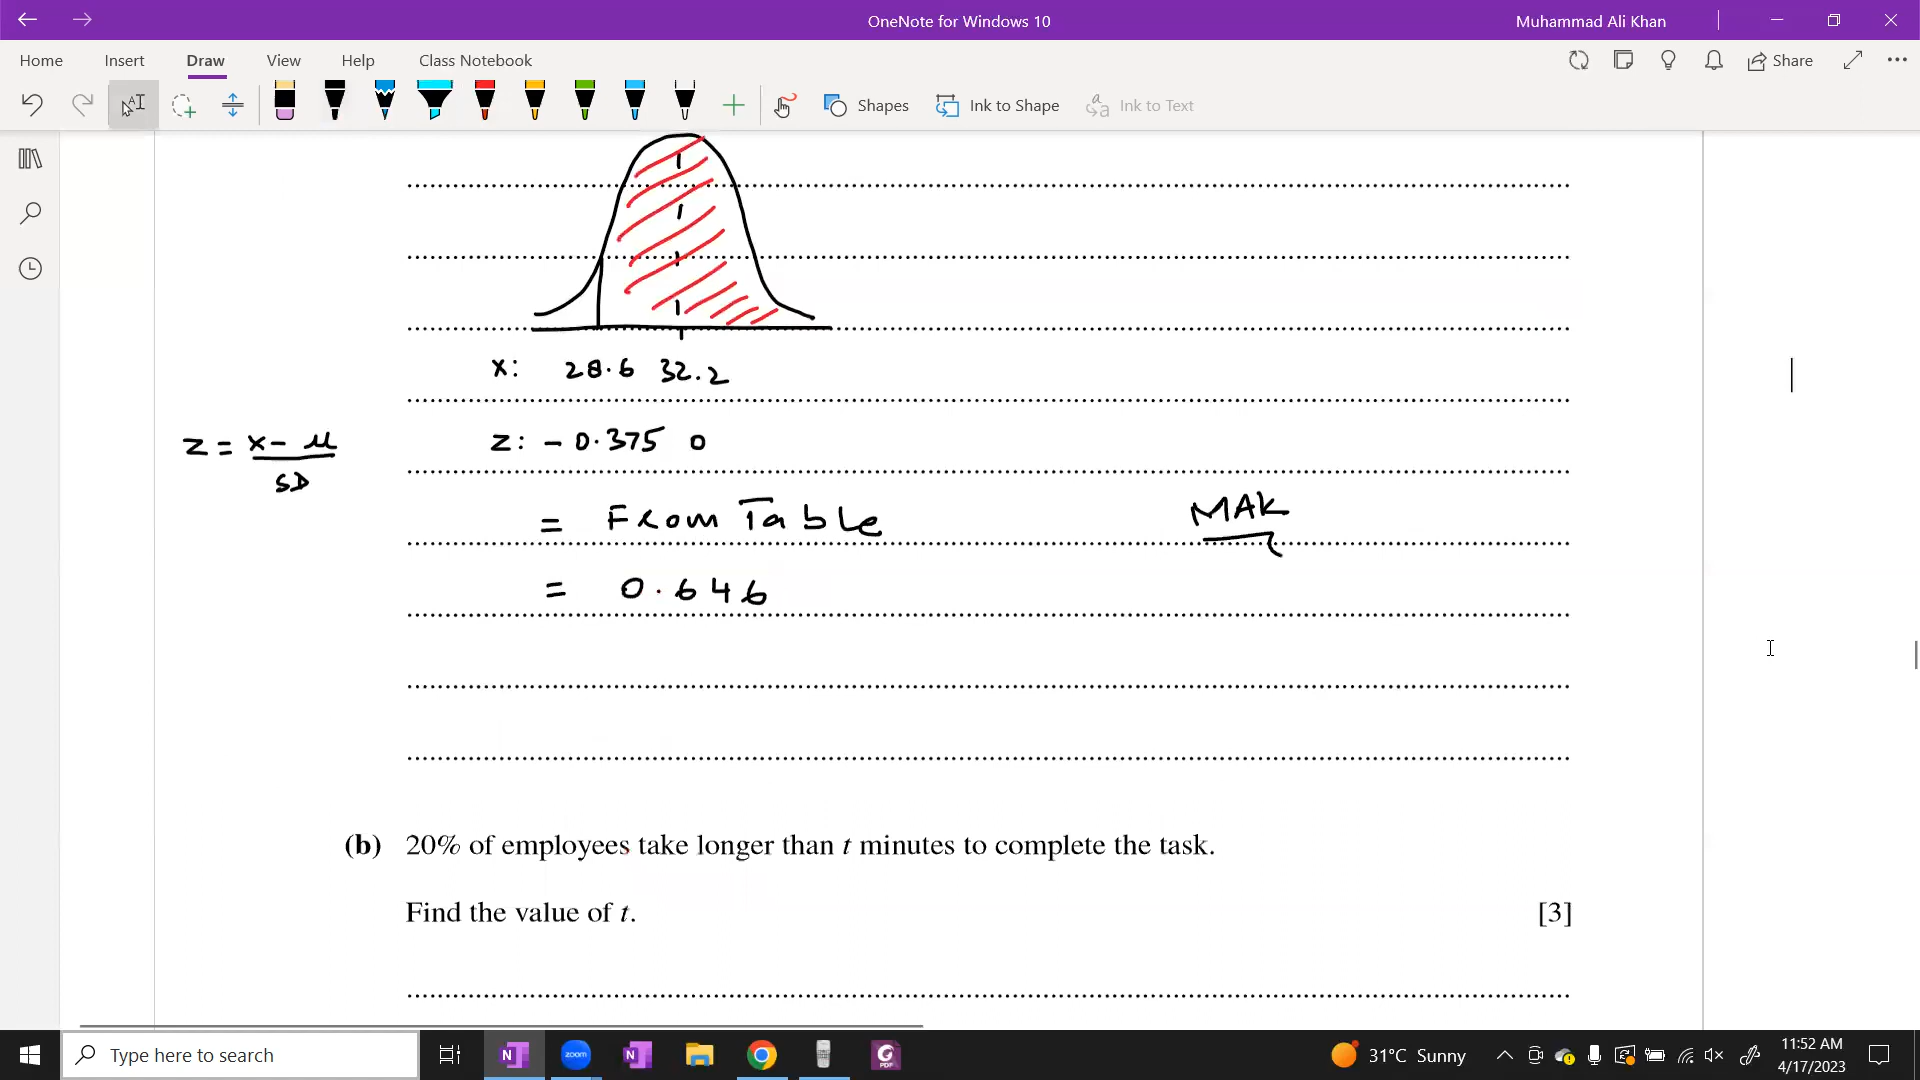 OneNote for Windows 10
Muhammad Ali Khan
Home Insert Draw View Help Class Notebook
Share
Shapes Ink to Shape Ink to Text
x: 28.6 32.2
z = x - μ
SD
z: - 0.375 0
= From Table
MAK
= 0.646
(b) 20% of employees take longer than t minutes to complete the task.
Find the value of t. [3]
Type here to search
zoom
PDF
31°C Sunny
11:52 AM
4/17/2023